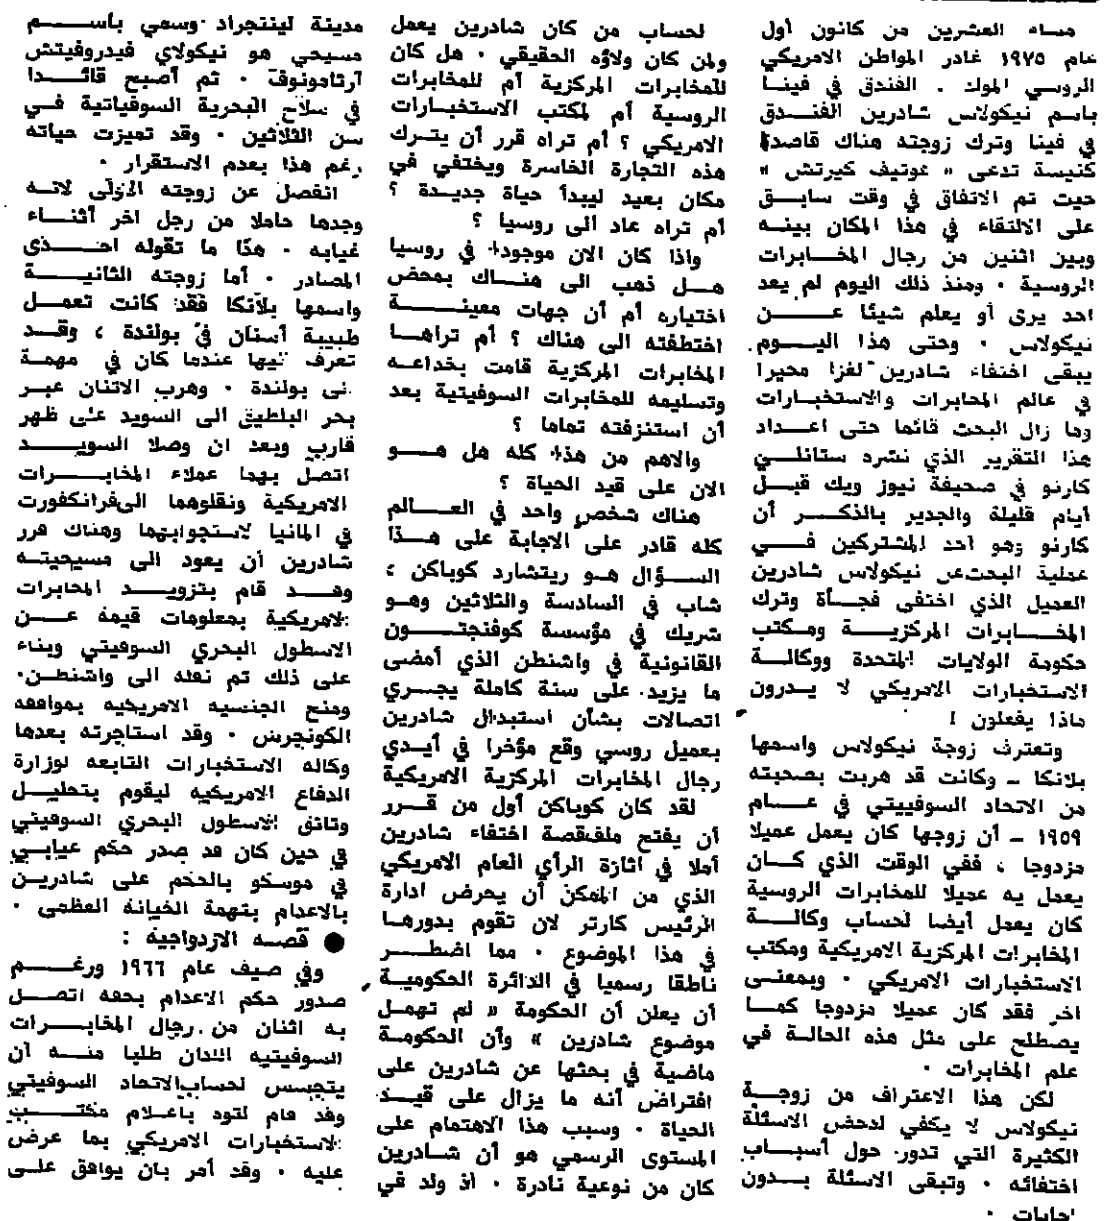 مساء العشرين من كانون أول
عام ١٩٧٥ غادر المواطن الامريكي
الروسي المولد . الفندق في فينا
باسم نيكولاس شادرين الفندق
في فينا وترك زوجته هناك قاصدا
كنيسة تدعى « فوتيف كيرتش »
حيت تم الاتفاق في وقت سابق
على الالتقاء في هذا المكان بينه
وبين اثنين من رجال المخابرات
الروسية . ومنذ ذلك اليوم لم يعد
احد يرى أو يعلم شيئا عن
نيكولاس . وحتى هذا اليوم
يبقى اختفاء شادرين لغزا محيرا
في عالم المخابرات والاستخبارات
وما زال البحث قائما حتى اعداد
هذا التقرير الذي نشره ستانلي
كارنو في صحيفة نيوز ويك قبل
أيام قليلة والجدير بالذكر أن
كارنو وهو احد المشتركين في
عملية البحث عن نيكولاس شادرين
العميل الذي اختفى فجأة وترك
المخابرات المركزية ومكتب
حكومة الولايات المتحدة ووكالة
الاستخبارات الامريكي لا يدرون
ماذا يفعلون !
وتعترف زوجة نيكولاس واسمها
بلانكا - وكانت قد هربت بصحبته
من الاتحاد السوفييتي في عام
١٩٥٩ - أن زوجها كان يعمل عميلا
مزدوجا ، ففي الوقت الذي كان
يعمل به عميلا للمخابرات الروسية
كان يعمل أيضا لحساب وكالة
المخابرات المركزية الامريكية ومكتب
الاستخبارات الامريكي . وبمعنى
اخر فقد كان عميلا مزدوجا كما
يصطلح على مثل هذه الحالة في
علم المخابرات .
لكن هذا الاعتراف من زوجة
نيكولاس لا يكفي لدحض الاسئلة
الكثيرة التي تدور حول أسباب
اختفائه . وتبقى الاسئلة بدون
اجابات .
لحساب من كان شادرين يعمل
ولمن كان ولاؤه الحقيقي . هل كان
للمخابرات المركزية أم للمخابرات
الروسية أم لمكتب الاستخبارات
الامريكي ؟ أم تراه قرر أن يترك
هذه التجارة الخاسرة ويختفي في
مكان بعيد ليبدأ حياة جديدة ؟
أم تراه عاد الى روسيا ؟
واذا كان الان موجودا في روسيا
هل ذهب الى هناك بمحض
اختياره أم أن جهات معينة
اختطفته الى هناك ؟ أم تراها
المخابرات المركزية قامت بخداعه
وتسليمه للمخابرات السوفيتية بعد
أن استنزفته تماما ؟
والاهم من هذا كله هل هو
الان على قيد الحياة ؟
هناك شخص واحد في العالم
كله قادر على الاجابة على هذا
السؤال هو ريتشارد كوباكن ،
شاب في السادسة والثلاثين وهو
شريك في مؤسسة كوفنجتون
القانونية في واشنطن الذي أمضى
ما يزيد على سنة كاملة يجري
اتصالات بشأن استبدال شادرين
بعميل روسي وقع مؤخرا في أيدي
رجال المخابرات المركزية الامريكية
لقد كان كوباكن أول من قرر
أن يفتح ملف قصة اختفاء شادرين
أملا في اثارة الرأي العام الامريكي
الذي من الممكن أن يحرض ادارة
الرئيس كارتر لان تقوم بدورها
في هذا الموضوع . مما اضطر
ناطقا رسميا في الدائرة الحكومية
أن يعلن أن الحكومة « لم تهمل
موضوع شادرين » وأن الحكومة
ماضية في بحثها عن شادرين على
افتراض أنه ما يزال على قيد
الحياة . وسبب هذا الاهتمام على
المستوى الرسمي هو أن شادرين
كان من نوعية نادرة . اذ ولد في
مدينة لينتجراد وسمي باسم
مسيحي هو نيكولاي فيدروفيتش
آرتامونوف . ثم أصبح قائدا
في سلاح البحرية السوفياتية في
سن الثلاثين . وقد تميزت حياته
رغم هذا بعدم الاستقرار .
انفصل عن زوجته الاولى لانه
وجدها حاملا من رجل اخر أثناء
غيابه . هذا ما تقوله احدى
المصادر . أما زوجته الثانية
واسمها بلانكا فقد كانت تعمل
طبيبة أسنان في بولندة ، وقد
تعرف اليها عندما كان في مهمة
في بولندة . وهرب الاثنان عبر
بحر البلطيق الى السويد على ظهر
قارب وبعد ان وصلا السويد
اتصل بهما عملاء المخابرات
الامريكية ونقلوهما الى فرانكفورت
في المانيا لاستجوابهما وهناك قرر
شادرين أن يعود الى مسيحيته
وقد قام بتزويد المخابرات
الامريكية بمعلومات قيمة عن
الاسطول البحري السوفيتي وبناء
على ذلك تم نقله الى واشنطن.
ومنح الجنسيه الامريكيه بموافقه
الكونجرس . وقد استاجرته بعدها
وكاله الاستخبارات التابعه لوزارة
الدفاع الامريكيه ليقوم بتحليل
وثائق الاسطول البحري السوفيتي
في حين كان قد صدر حكم غيابي
في موسكو بالحكم على شادرين
بالاعدام بتهمة الخيانه العظمى .
● قصه الازدواجيه :
وفي صيف عام ١٩٦٦ ورغم
صدور حكم الاعدام بحقه اتصل
به اثنان من رجال المخابرات
السوفيتيه اللذان طلبا منه أن
يتجسس لحساب الاتحاد السوفيتي
وقد قام لتوه باعلام مكتب
الاستخبارات الامريكي بما عرض
عليه . وقد أمر بان يوافق على